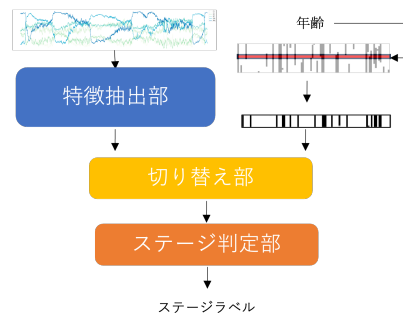 年齢
特徴抽出部
切り替え部
ステージ判定部
ステージラベル